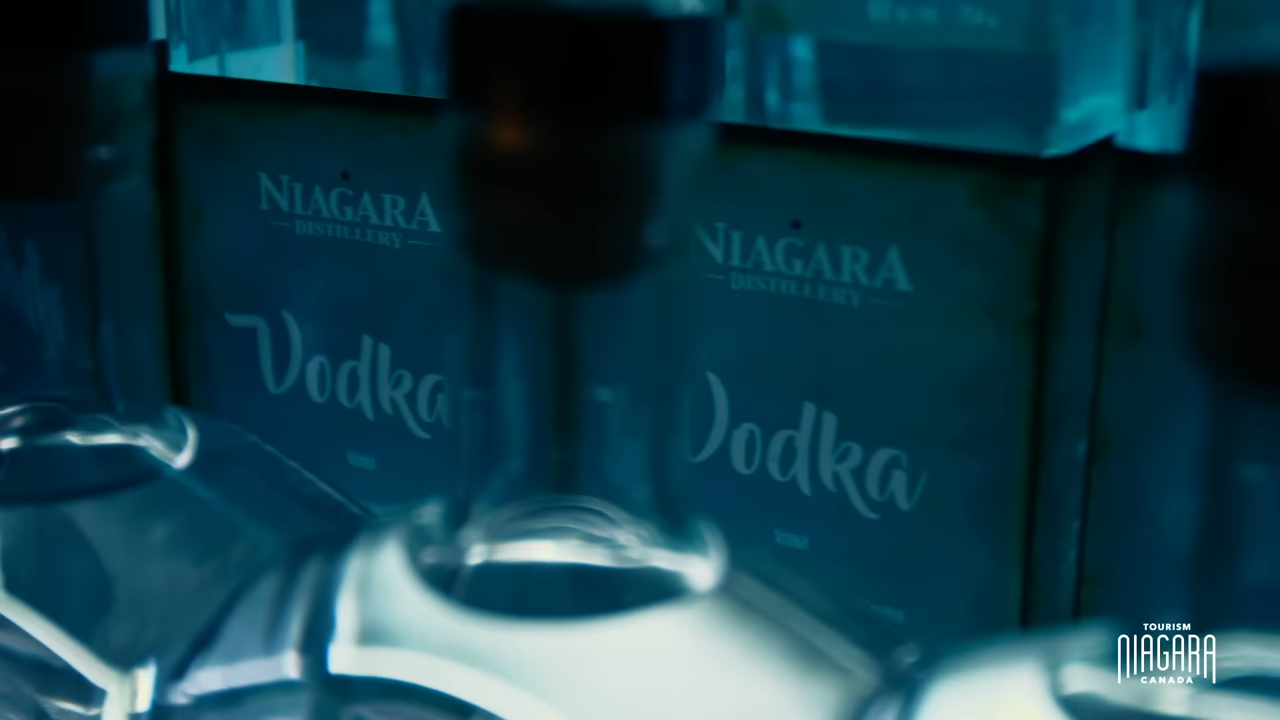 NIAGARA
DISTILLERY
Vodka
NIAGARA
DISTILLERY
Vodka
TOURISM
NIAGARA
CANADA